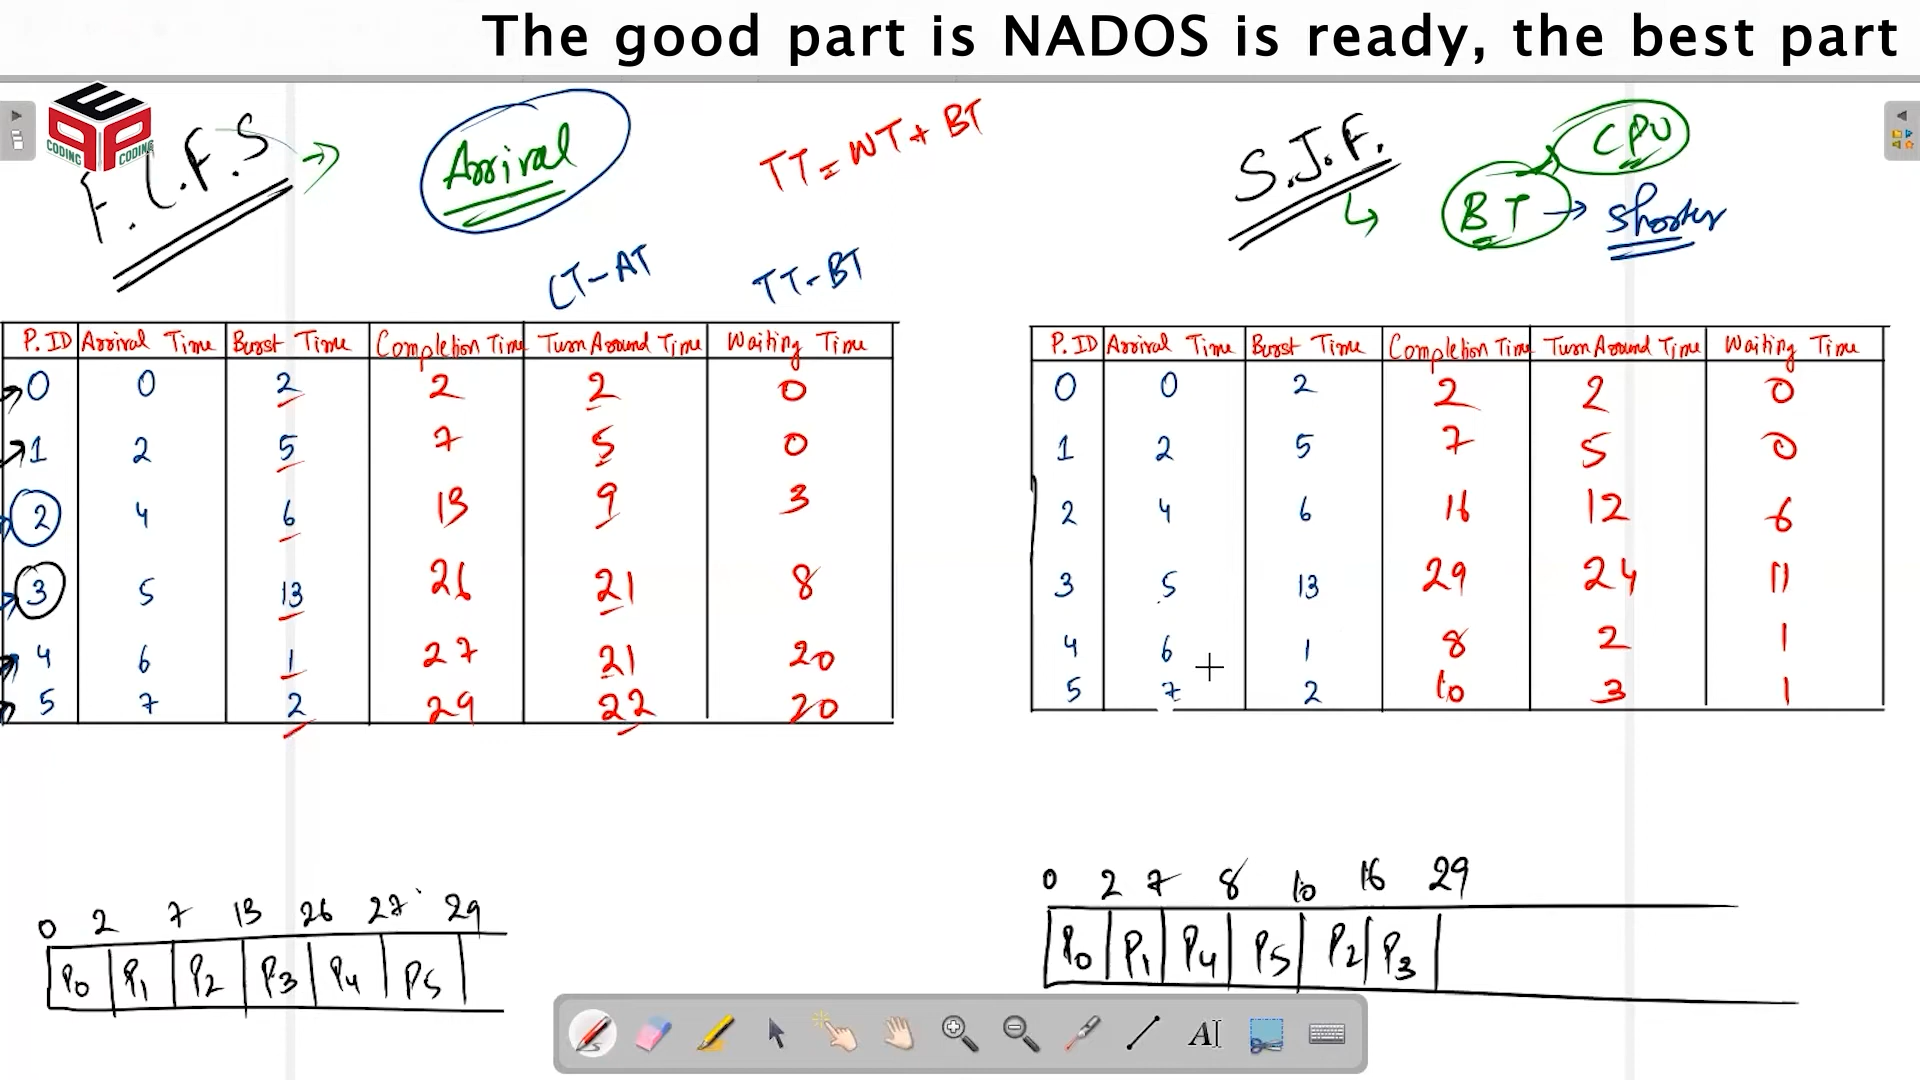 The good part is NADOS is ready, the best part
PEP
CODING CODING
F.C.F.S →
Arrival
TT = WT + BT
CT-AT
TT-BT
P.ID Arrival Time Burst Time Completion Time Turn Around Time Waiting Time
0 0 2 2 2 0
1 2 5 7 5 0
2 4 6 13 9 3
3 5 13 26 21 8
4 6 1 27 21 20
5 7 2 29 22 20
0 2 7 13 26 27 29
P0 P1 P2 P3 P4 P5
S.J.F.
CPU
BT → Shorter
P.ID Arrival Time Burst Time Completion Time Turn Around Time Waiting Time
0 0 2 2 2 0
1 2 5 7 5 0
2 4 6 16 12 6
3 5 13 29 24 11
4 6 1 8 2 1
5 7 2 10 3 1
0 2 7 8 10 16 29
P0 P1 P4 P5 P2 P3
AI